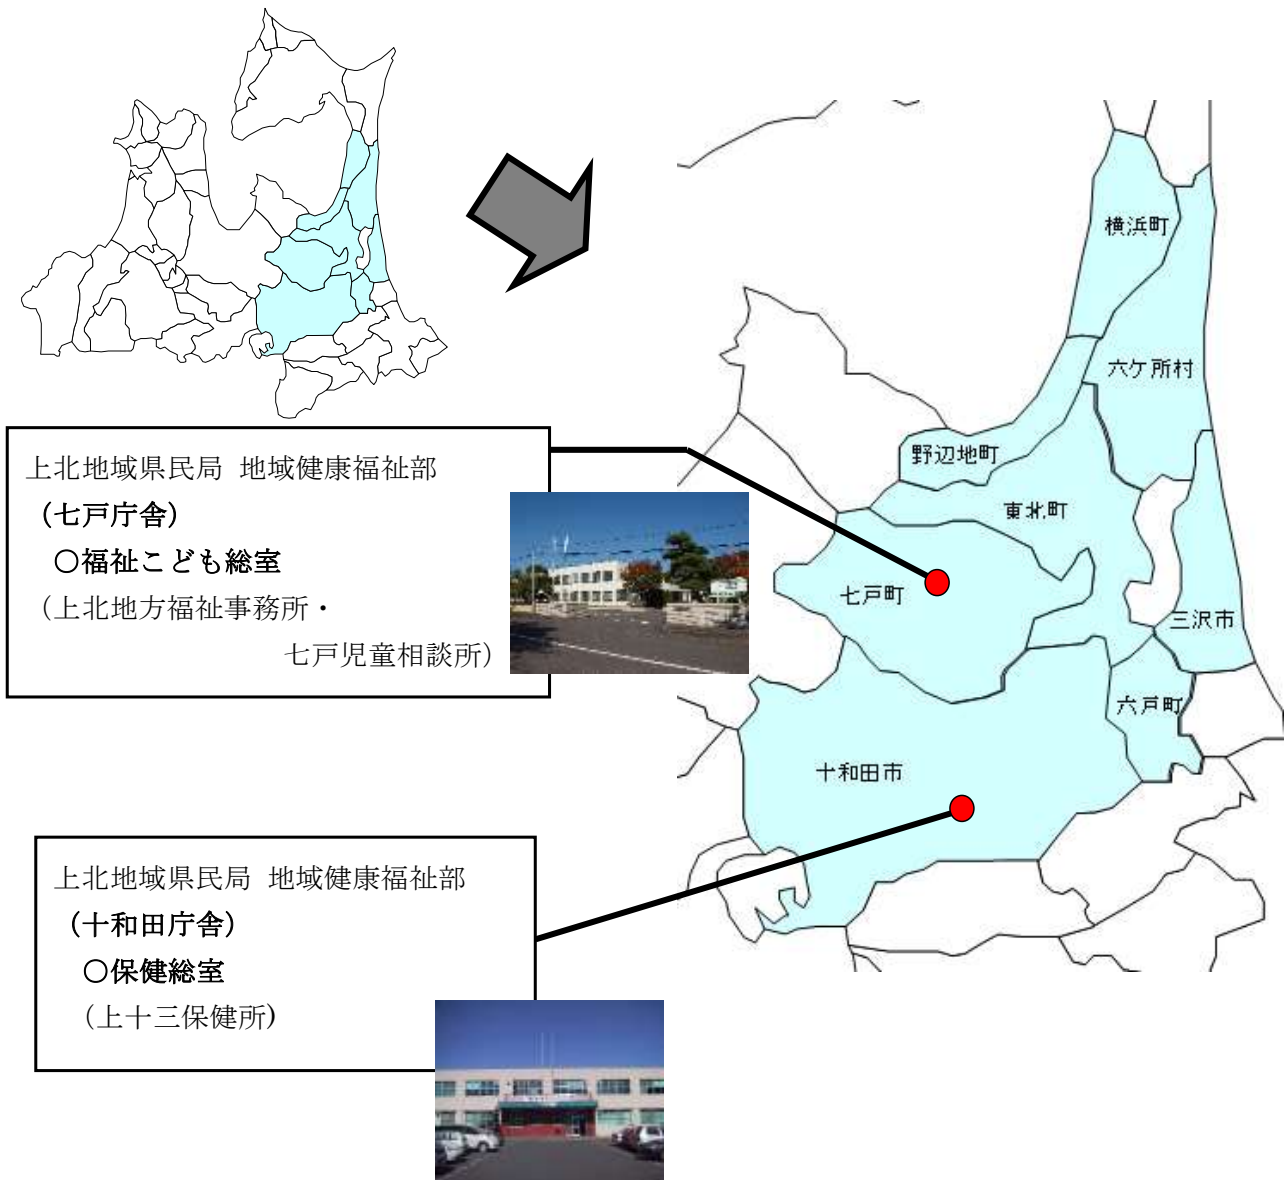 横浜町
六ケ所村
野辺地町
東北町
七戸町
三沢市
六戸町
十和田市
上北地域県民局 地域健康福祉部
(七戸庁舎)
○福祉こども総室
(上北地方福祉事務所・
七戸児童相談所)
上北地域県民局 地域健康福祉部
(十和田庁舎)
○保健総室
(上十三保健所)